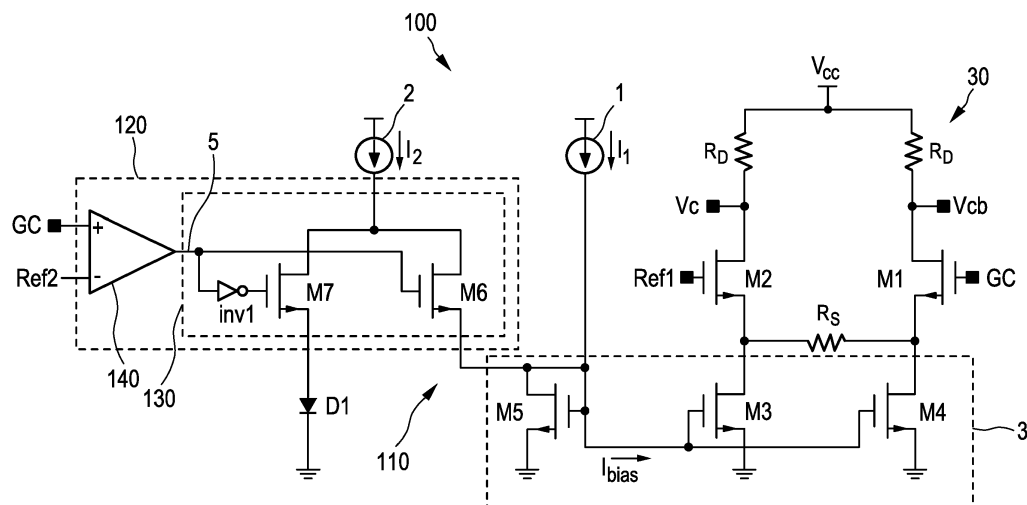 100
2
1
Vcc
30
120
5
I2
I1
RD
RD
GC
+
Vc
Vcb
Ref2
-
M7
M6
Ref1
M2
M1
GC
inv1
RS
140
130
D1
M5
M3
M4
3
110
Ibias